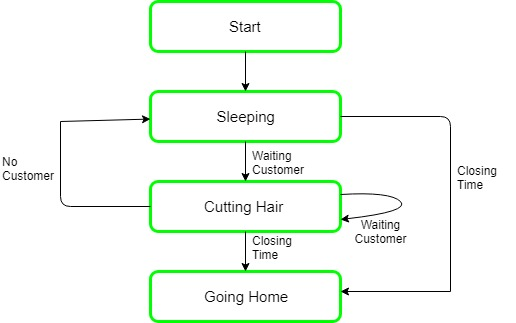 Start
Sleeping
Waiting
Customer
No
Customer
Closing
Time
Cutting Hair
Waiting
Customer
Closing
Time
Going Home